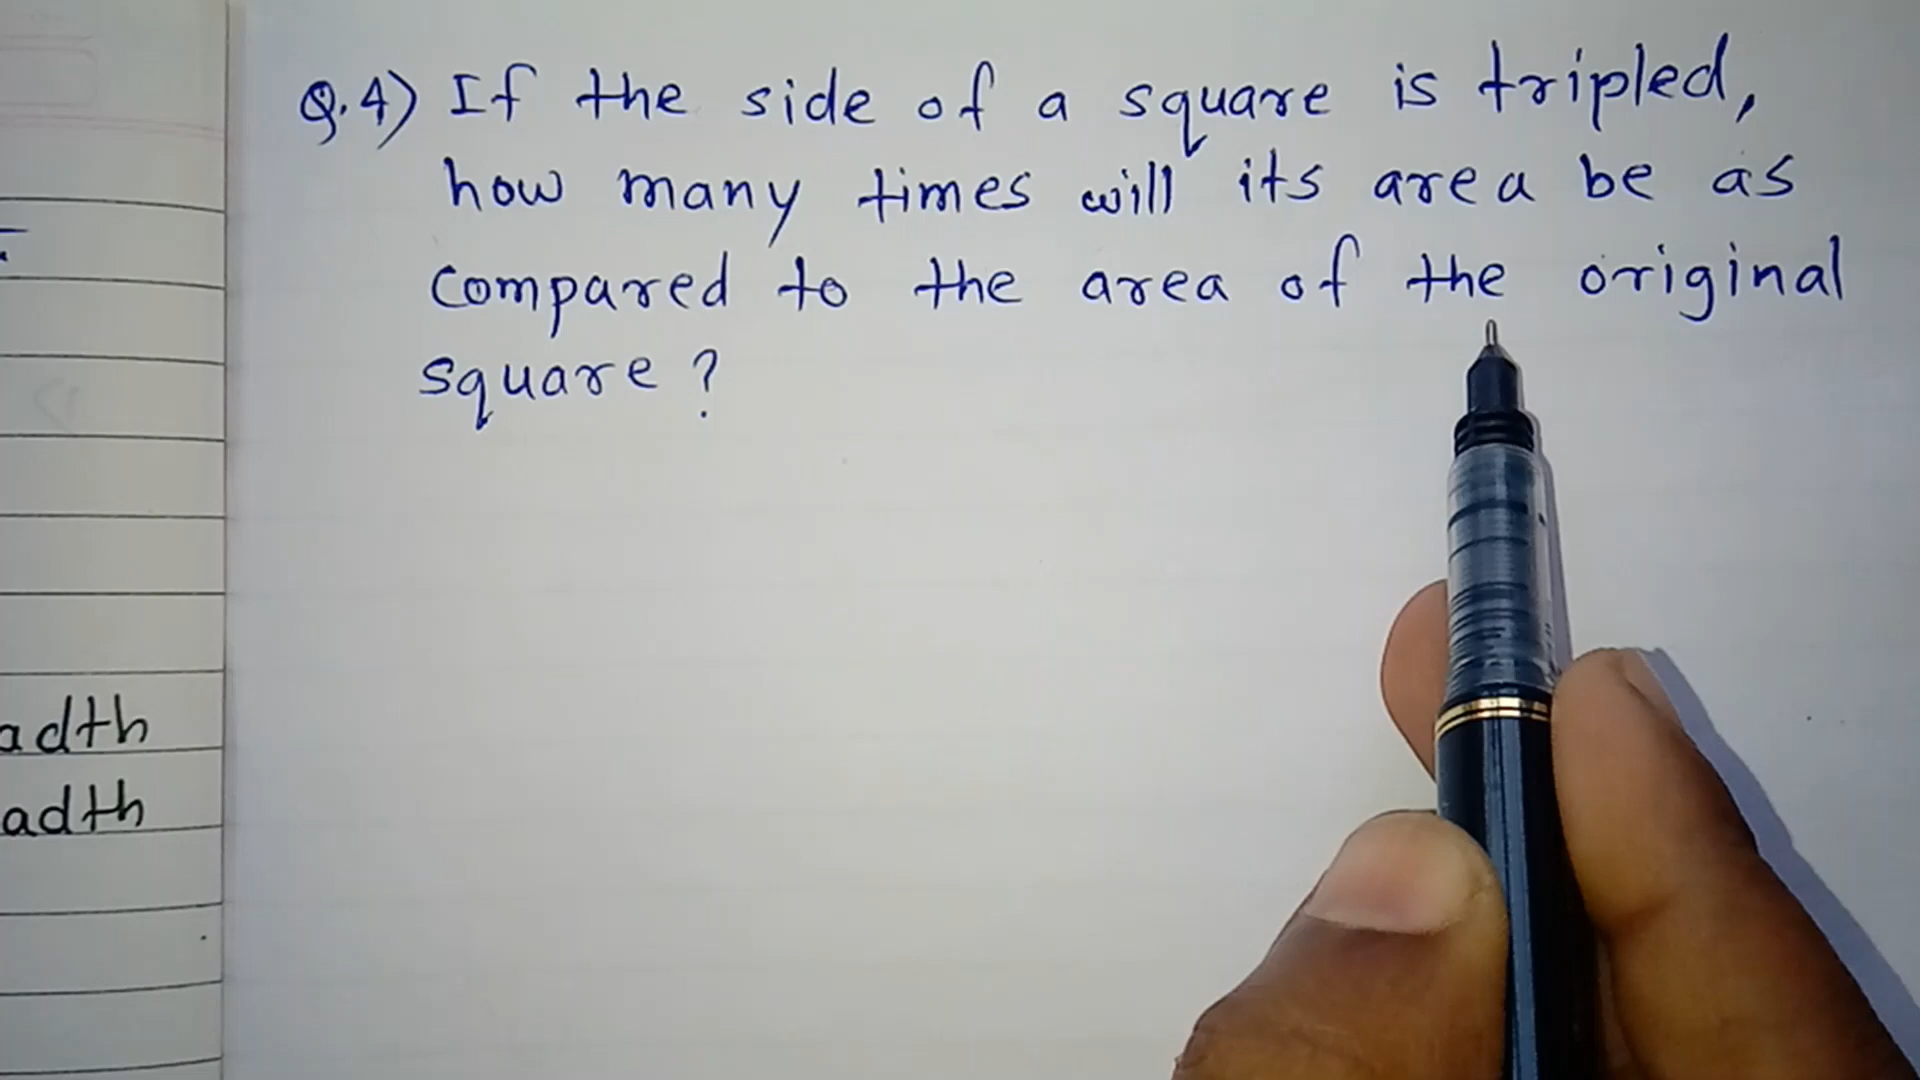 Q.4) If the side of a square is tripled,
how many times will its area be as
compared to the area of the original
square ?
adth
adth